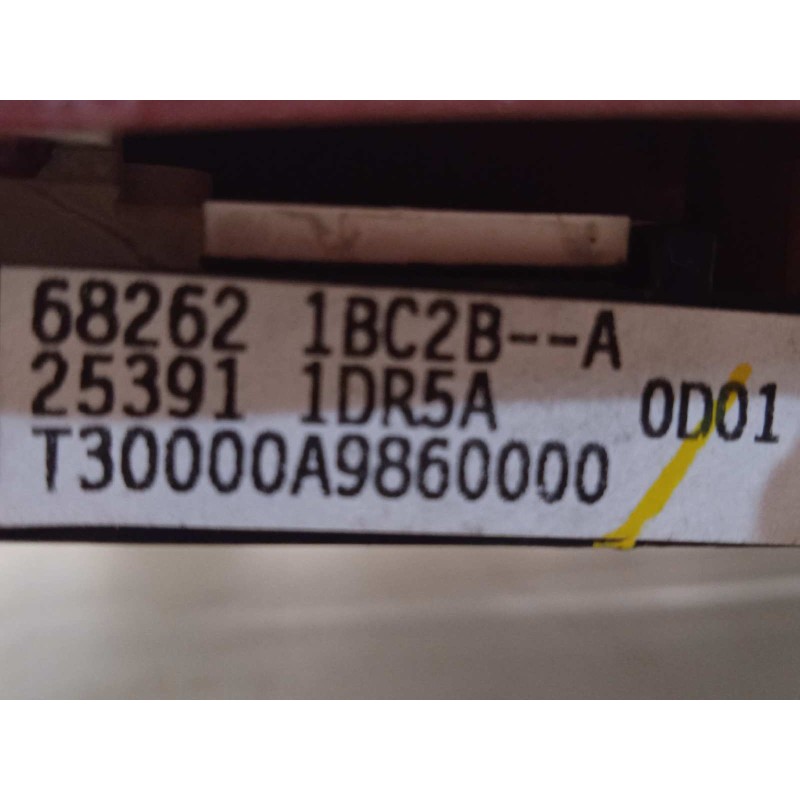 68262 1BC2B--A
25391 1DR5A 0D01
T30000A9860000